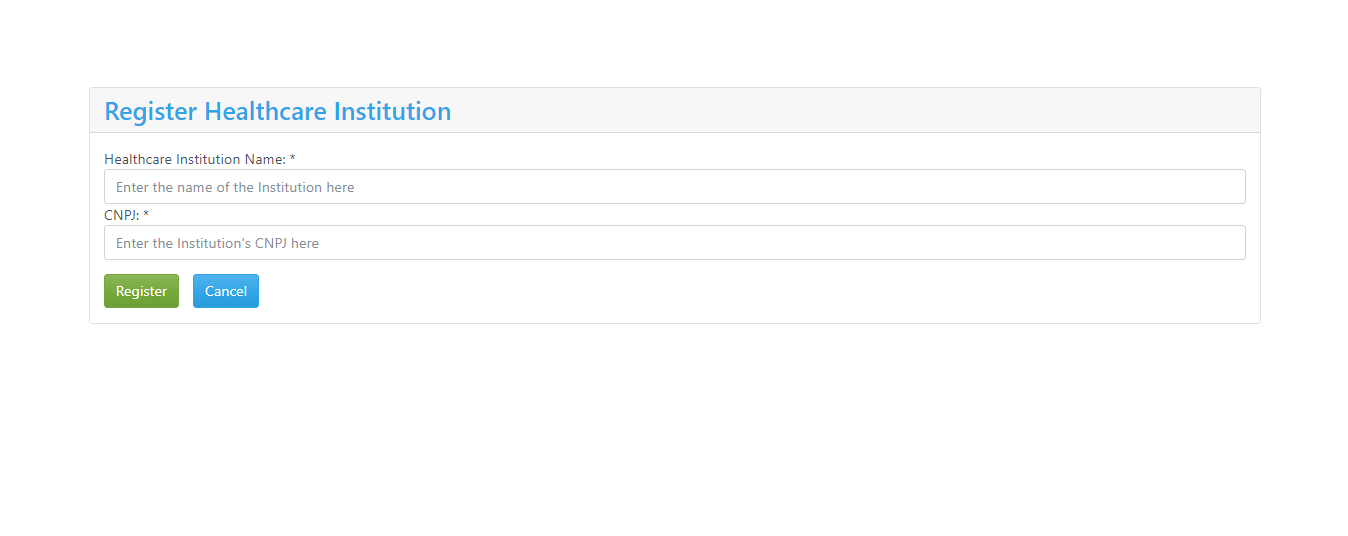 Register Healthcare Institution
Healthcare Institution Name: *
Enter the name of the Institution here
CNPJ: *
Enter the Institution's CNPJ here
Register Cancel